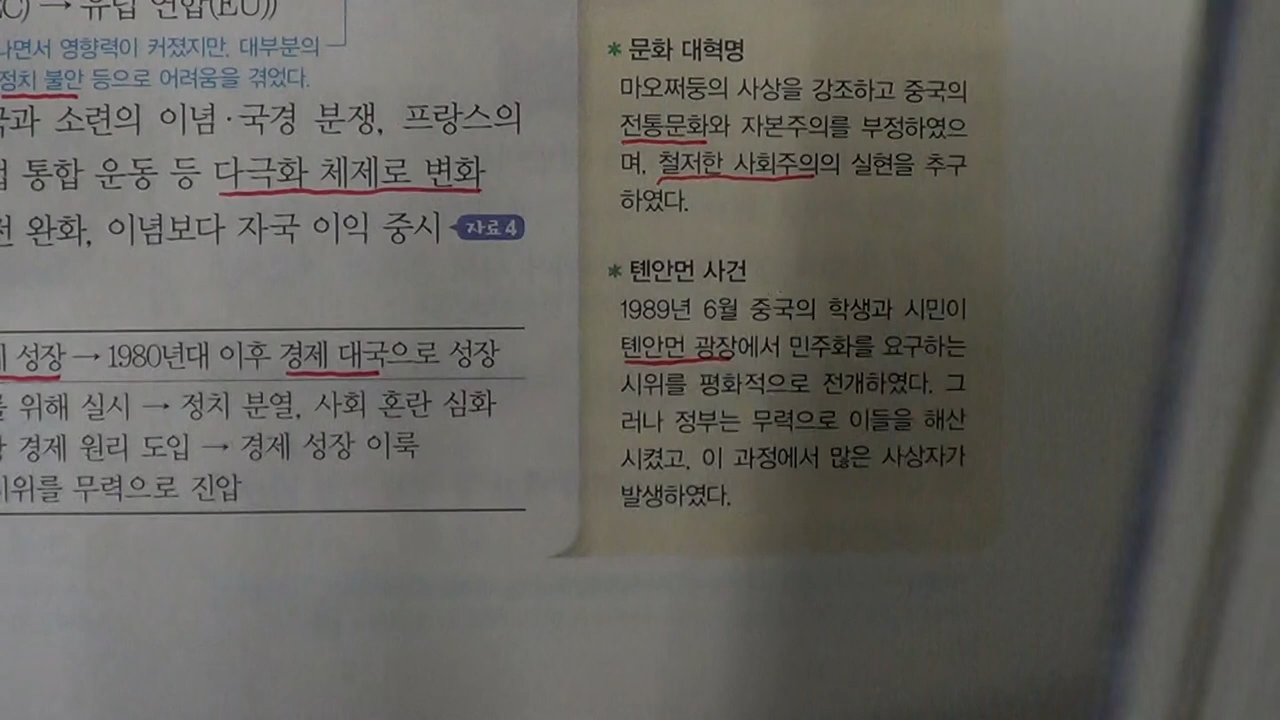 → 유럽 연합(EU))
나면서 영향력이 커졌지만, 대부분의
정치 불안 등으로 어려움을 겪었다.
소련의 이념·국경 분쟁, 프랑스의
통합 운동 등 다극화 체제로 변화
완화, 이념보다 자국 이익 중시 자료4
성장 → 1980년대 이후 경제 대국으로 성장
위해 실시 → 정치 분열, 사회 혼란 심화
경제 원리 도입 → 경제 성장 이룩
시위를 무력으로 진압
* 문화 대혁명
마오쩌둥의 사상을 강조하고 중국의
전통문화와 자본주의를 부정하였으
며, 철저한 사회주의의 실현을 추구
하였다.
* 톈안먼 사건
1989년 6월 중국의 학생과 시민이
톈안먼 광장에서 민주화를 요구하는
시위를 평화적으로 전개하였다. 그
러나 정부는 무력으로 이들을 해산
시켰고, 이 과정에서 많은 사상자가
발생하였다.